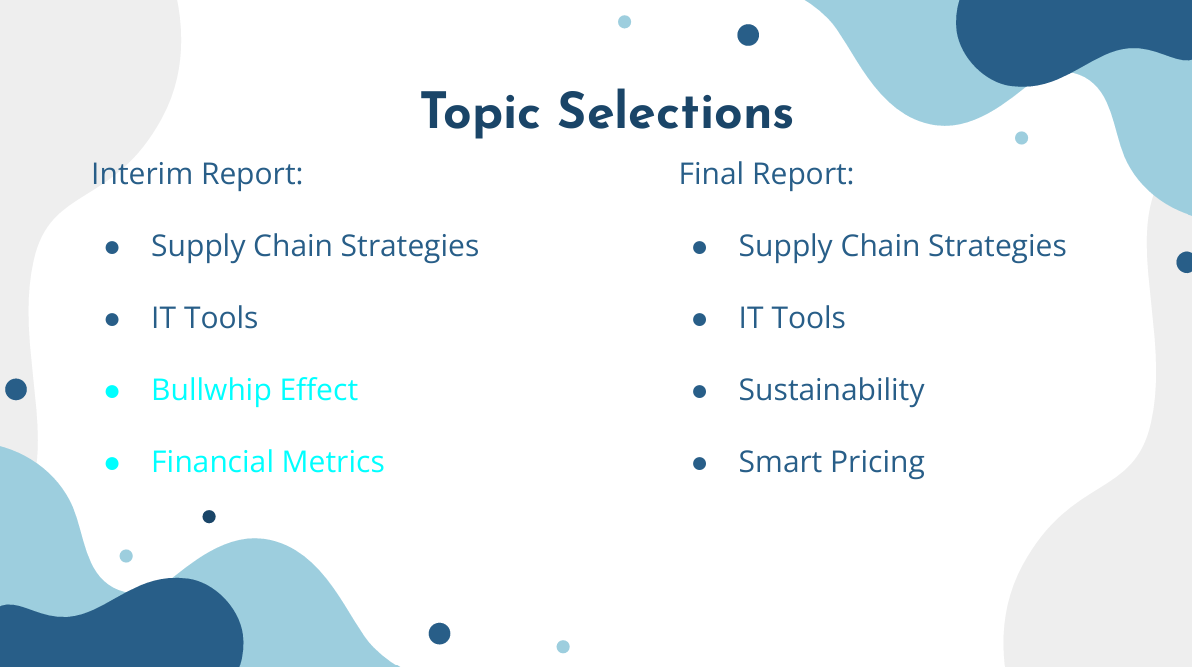 Topic Selections
Interim Report:
● Supply Chain Strategies
● IT Tools
● Bullwhip Effect
● Financial Metrics
Final Report:
● Supply Chain Strategies
● IT Tools
● Sustainability
● Smart Pricing